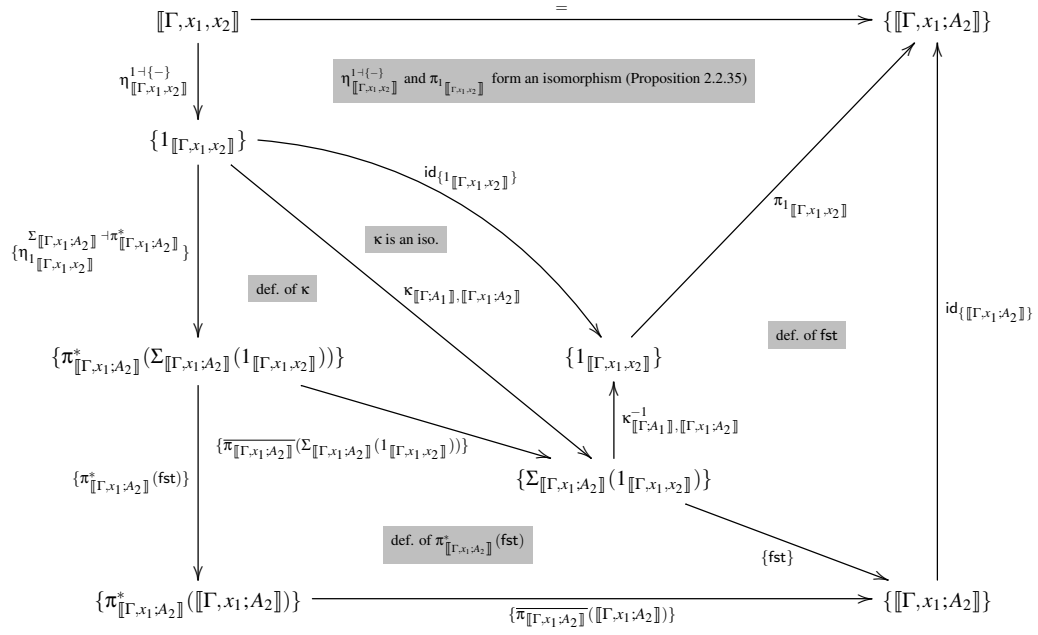 ⟦Γ,x₁,x₂⟧ = {⟦Γ,x₁;A₂⟧}
η^{1⊣{−}}_{⟦Γ,x₁,x₂⟧}
η^{1⊣{−}}_{⟦Γ,x₁,x₂⟧} and π_{1_{⟦Γ,x₁,x₂⟧}} form an isomorphism (Proposition 2.2.35)
{1_{⟦Γ,x₁,x₂⟧}}
id_{{1_{⟦Γ,x₁,x₂⟧}}}
π_{1_{⟦Γ,x₁,x₂⟧}}
{η^{Σ_{⟦Γ,x₁;A₂⟧} ⊣ π*_{⟦Γ,x₁;A₂⟧}}_{1_{⟦Γ,x₁,x₂⟧}}}
κ is an iso.
def. of κ
κ_{⟦Γ;A₁⟧,⟦Γ,x₁;A₂⟧}
id_{{⟦Γ,x₁;A₂⟧}}
def. of fst
{π*_{⟦Γ,x₁;A₂⟧}(Σ_{⟦Γ,x₁;A₂⟧}(1_{⟦Γ,x₁,x₂⟧}))}
{1_{⟦Γ,x₁,x₂⟧}}
κ^{−1}_{⟦Γ;A₁⟧,⟦Γ,x₁;A₂⟧}
{\overline{π_{⟦Γ,x₁;A₂⟧}}(Σ_{⟦Γ,x₁;A₂⟧}(1_{⟦Γ,x₁,x₂⟧}))}
{π*_{⟦Γ,x₁;A₂⟧}(fst)}
{Σ_{⟦Γ,x₁;A₂⟧}(1_{⟦Γ,x₁,x₂⟧})}
def. of π*_{⟦Γ,x₁;A₂⟧}(fst)
{fst}
{π*_{⟦Γ,x₁;A₂⟧}(⟦Γ,x₁;A₂⟧)}
{\overline{π_{⟦Γ,x₁;A₂⟧}}(⟦Γ,x₁;A₂⟧)}
{⟦Γ,x₁;A₂⟧}